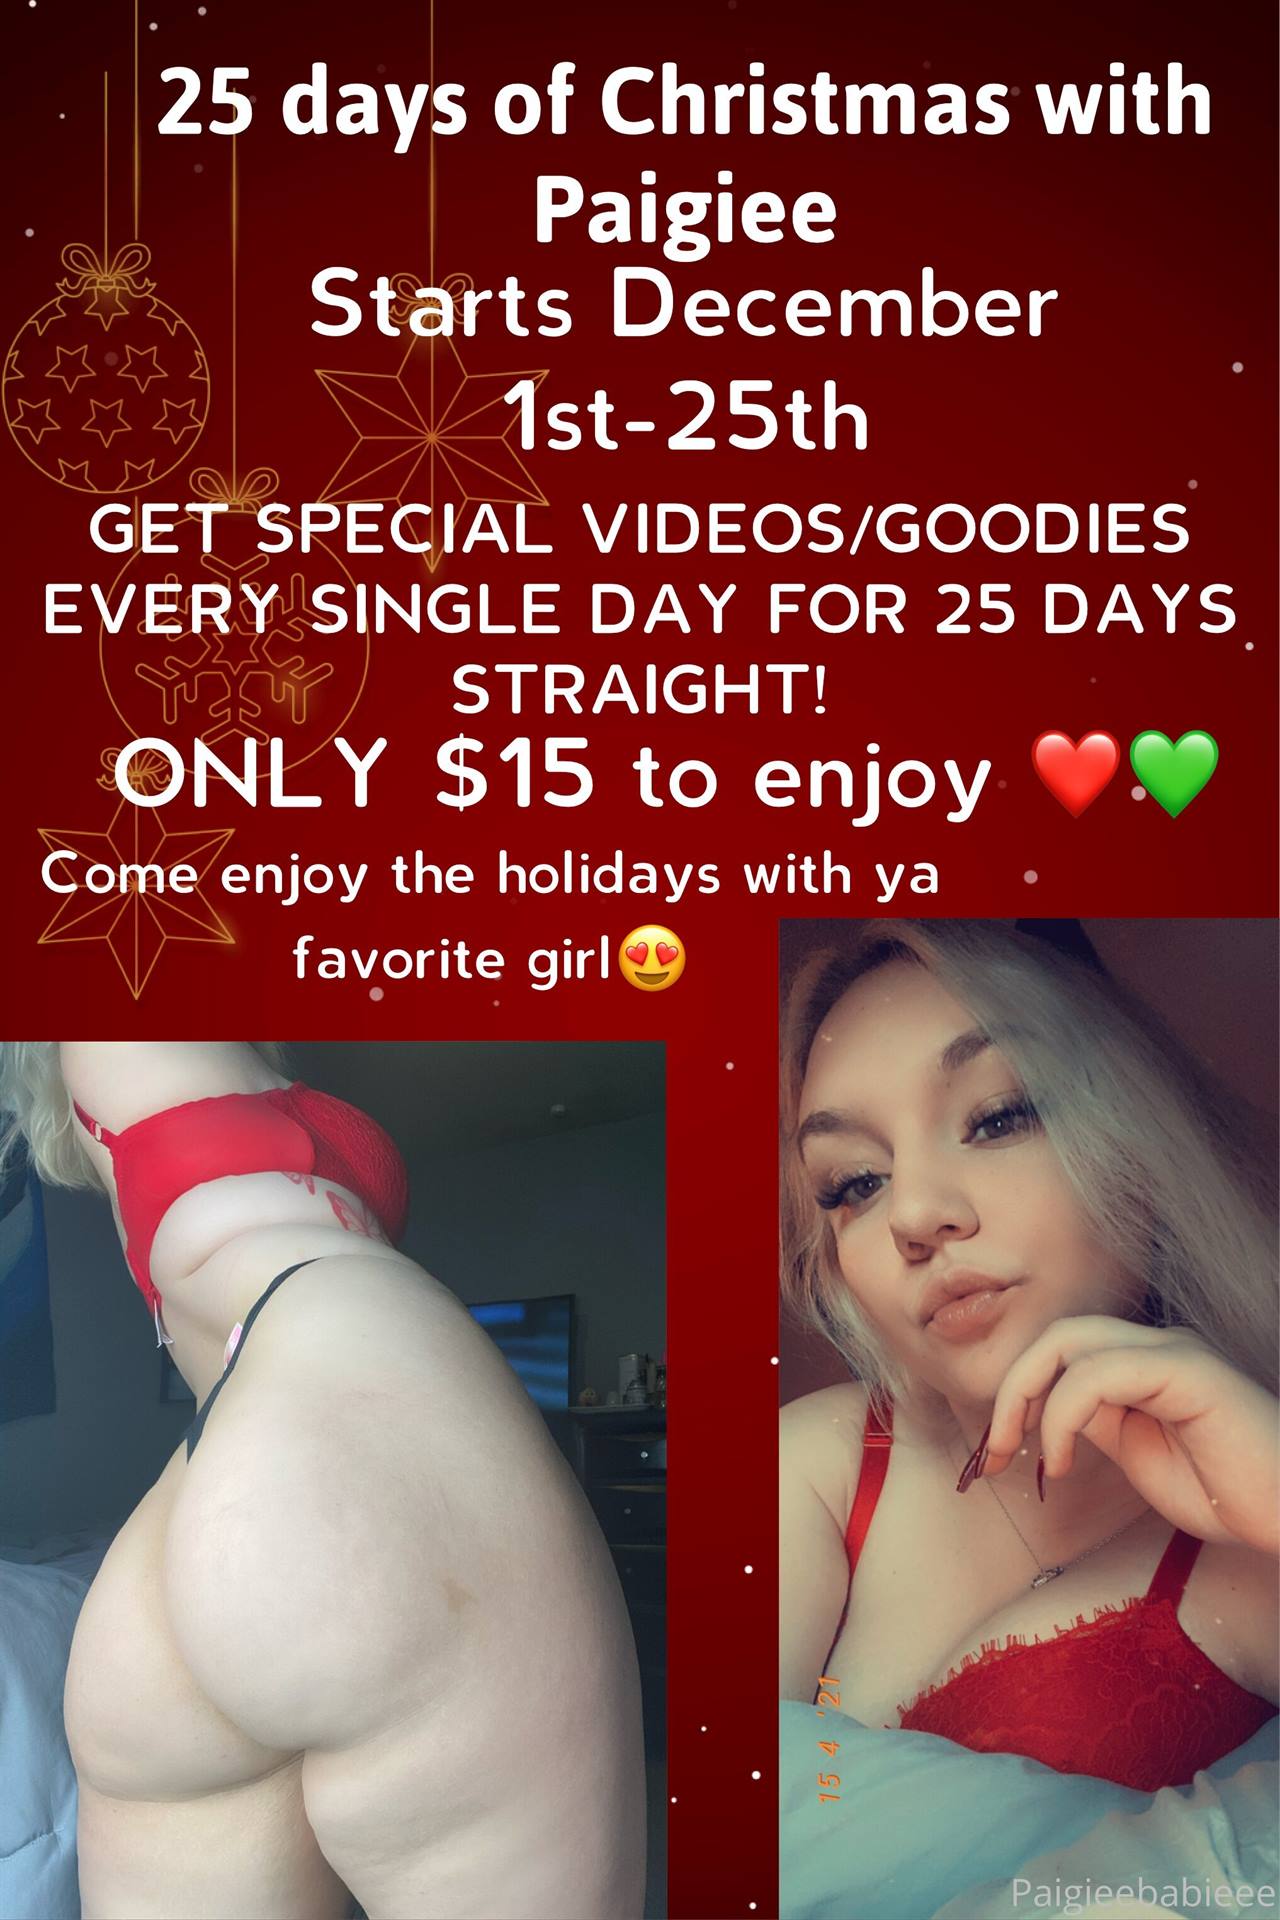 25 days of Christmas with
Paigiee
Starts December
1st-25th
GET SPECIAL VIDEOS/GOODIES
EVERY SINGLE DAY FOR 25 DAYS
STRAIGHT!
ONLY $15 to enjoy ❤️💚
Come enjoy the holidays with ya
favorite girl😍
15 4 '21
Paigieebabieee